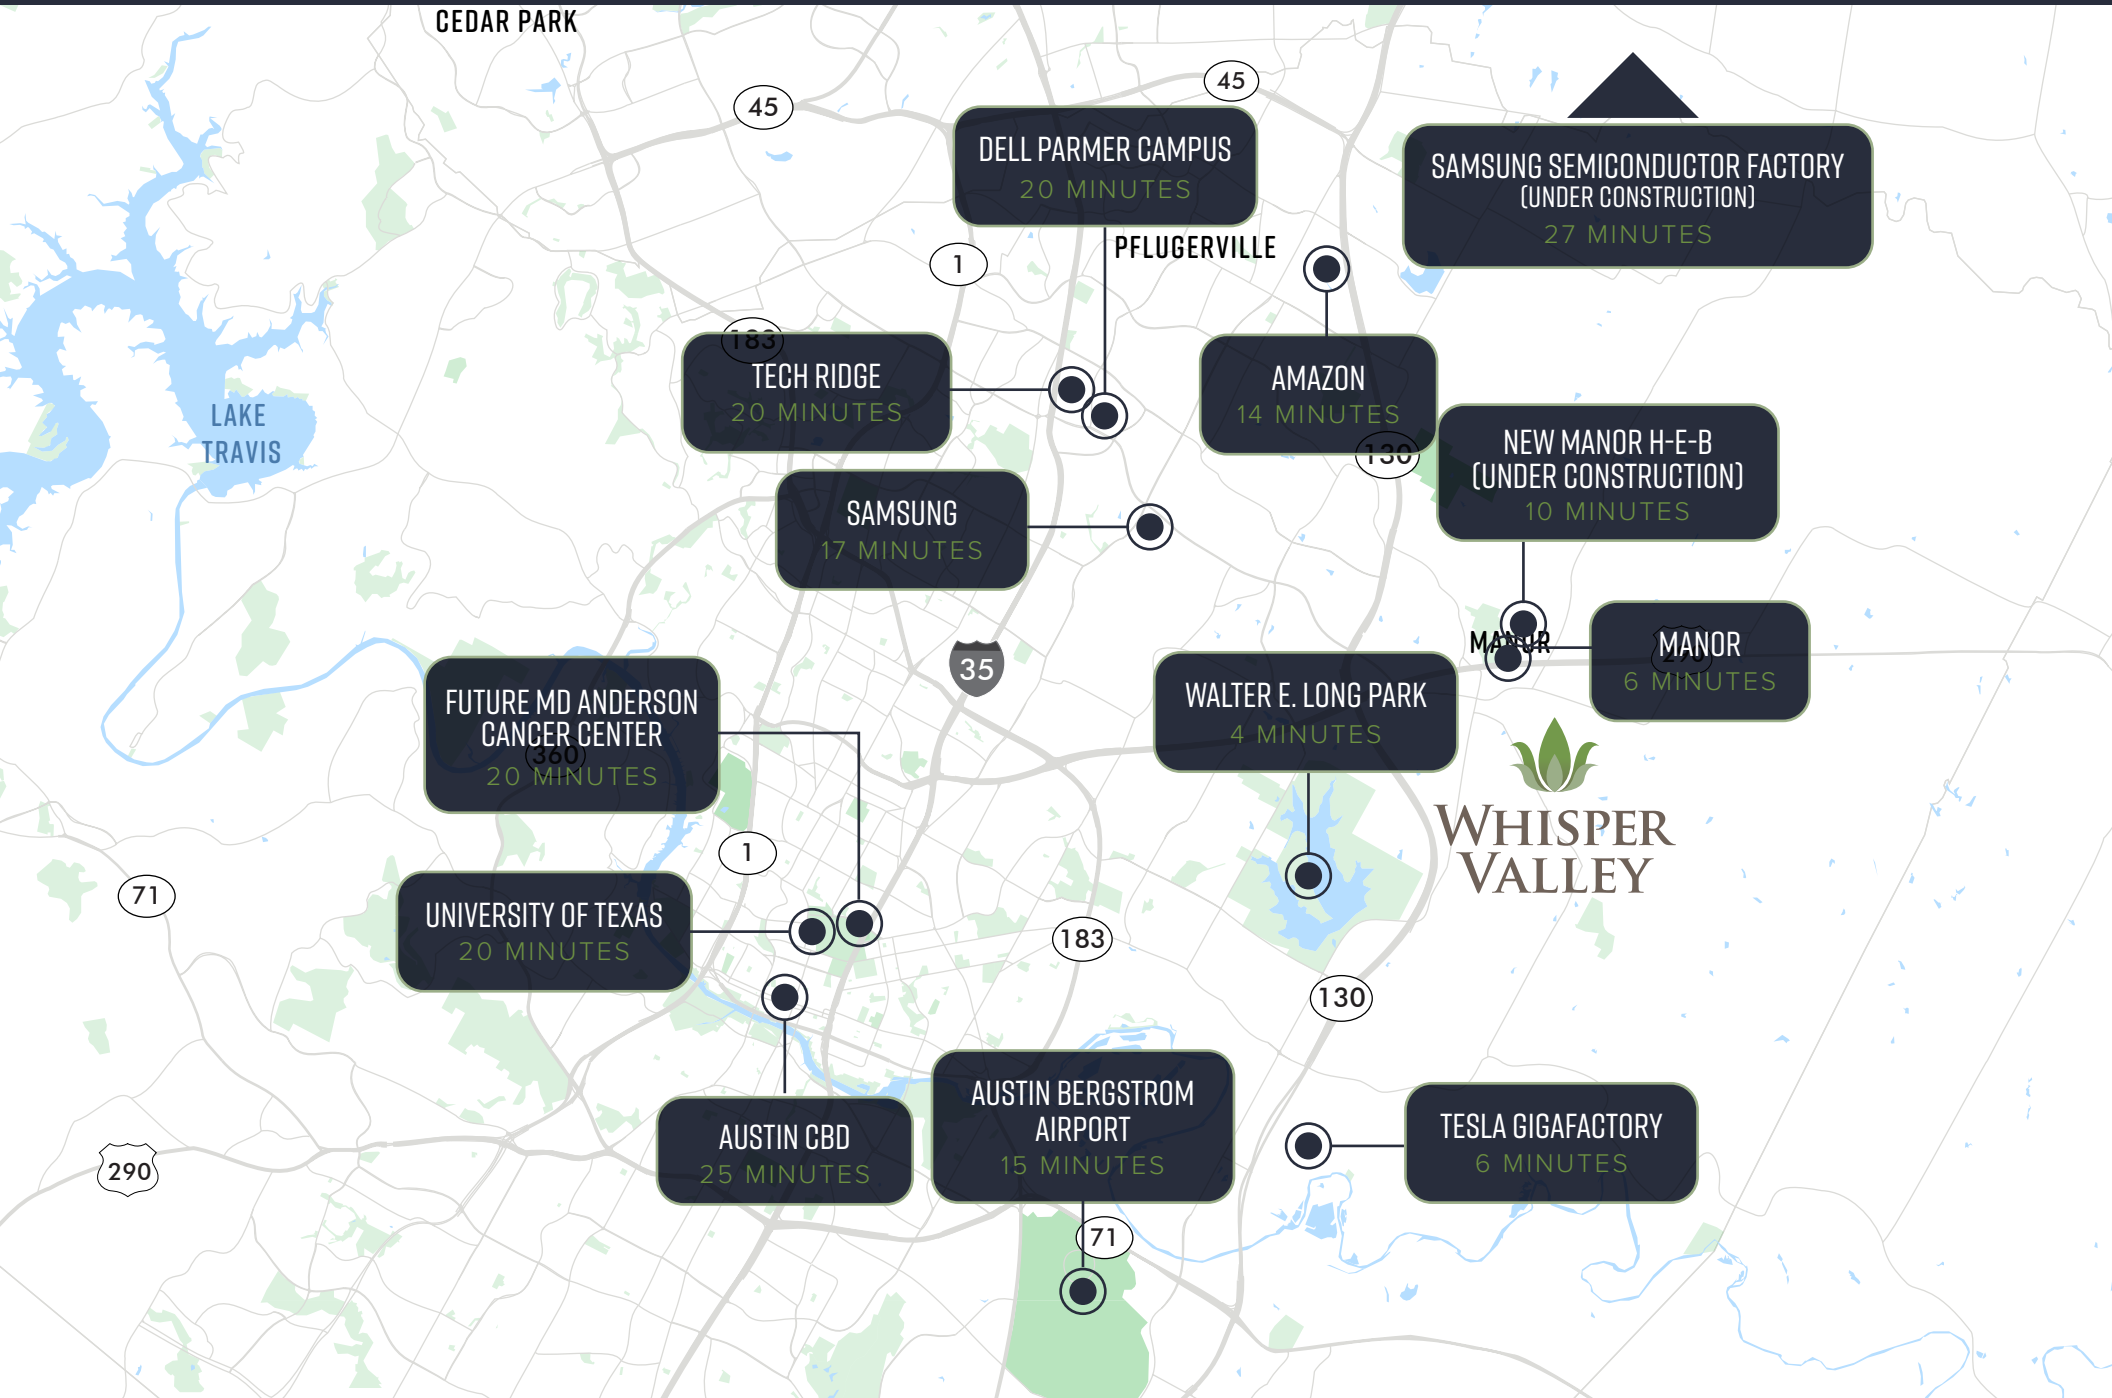 CEDAR PARK
45
45
DELL PARMER CAMPUS
20 MINUTES
SAMSUNG SEMICONDUCTOR FACTORY
(UNDER CONSTRUCTION)
27 MINUTES
PFLUGERVILLE
1
183
TECH RIDGE
20 MINUTES
AMAZON
14 MINUTES
130
LAKE
TRAVIS
NEW MANOR H-E-B
(UNDER CONSTRUCTION)
10 MINUTES
SAMSUNG
17 MINUTES
MANOR
MANOR
290
6 MINUTES
35
FUTURE MD ANDERSON
CANCER CENTER
360
20 MINUTES
WALTER E. LONG PARK
4 MINUTES
WHISPER
VALLEY
1
71
UNIVERSITY OF TEXAS
20 MINUTES
183
130
AUSTIN BERGSTROM
AIRPORT
15 MINUTES
AUSTIN CBD
25 MINUTES
TESLA GIGAFACTORY
6 MINUTES
290
71